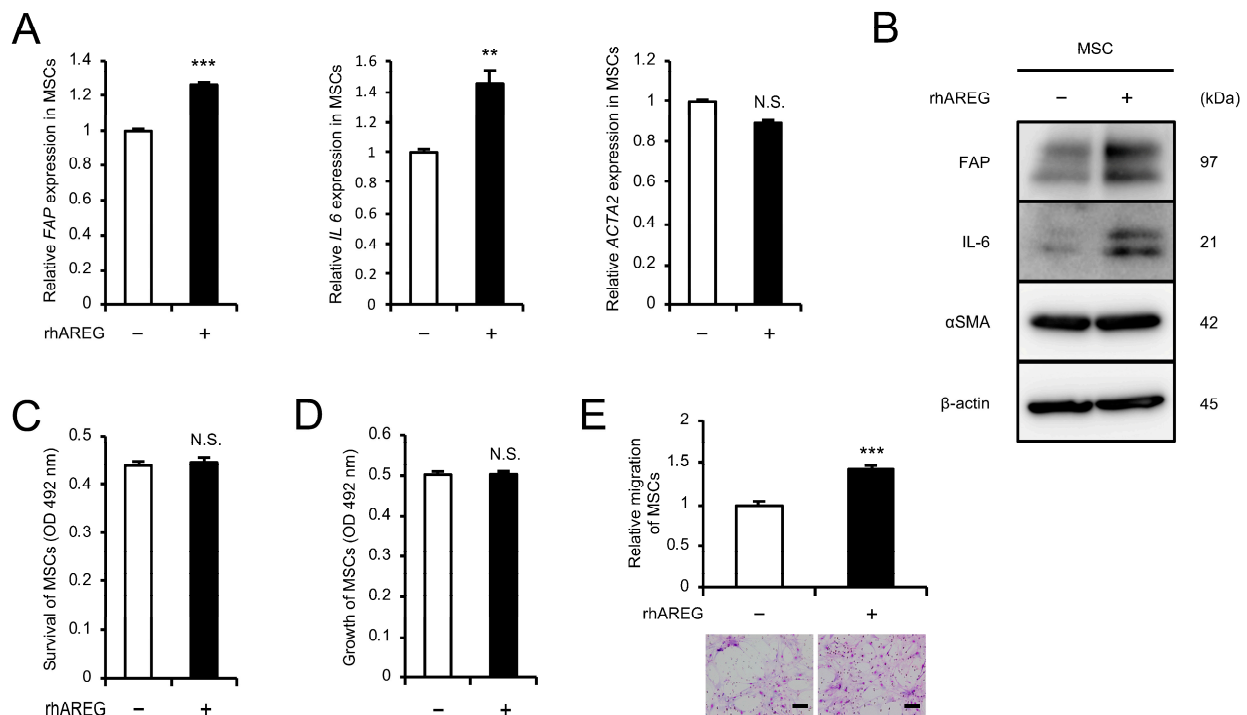 A
Relative FAP expression in MSCs
1.4
1.2
1
0.8
0.6
0.4
0.2
0
***
rhAREG
–
+
Relative IL 6 expression in MSCs
1.6
1.4
1.2
1
0.8
0.6
0.4
0.2
0
**
–
+
Relative ACTA2 expression in MSCs
1.2
1
0.8
0.6
0.4
0.2
0
N.S.
–
+
B
MSC
rhAREG – + (kDa)
FAP 97
IL-6 21
αSMA 42
β-actin 45
C
Survival of MSCs (OD 492 nm)
0.5
0.4
0.3
0.2
0.1
0
N.S.
rhAREG – +
D
Growth of MSCs (OD 492 nm)
0.6
0.5
0.4
0.3
0.2
0.1
0
N.S.
– +
E
Relative migration
of MSCs
2
1.5
1
0.5
0
***
rhAREG – +